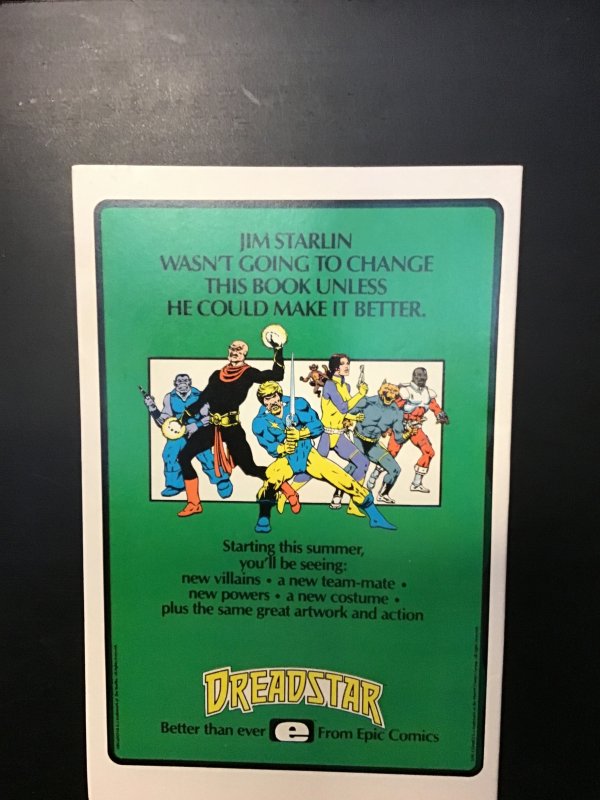 JIM STARLIN
WASN'T GOING TO CHANGE
THIS BOOK UNLESS
HE COULD MAKE IT BETTER.
Starting this summer,
you'll be seeing:
new villains • a new team-mate •
new powers • a new costume •
plus the same great artwork and action
DREADSTAR
Better than ever e From Epic Comics